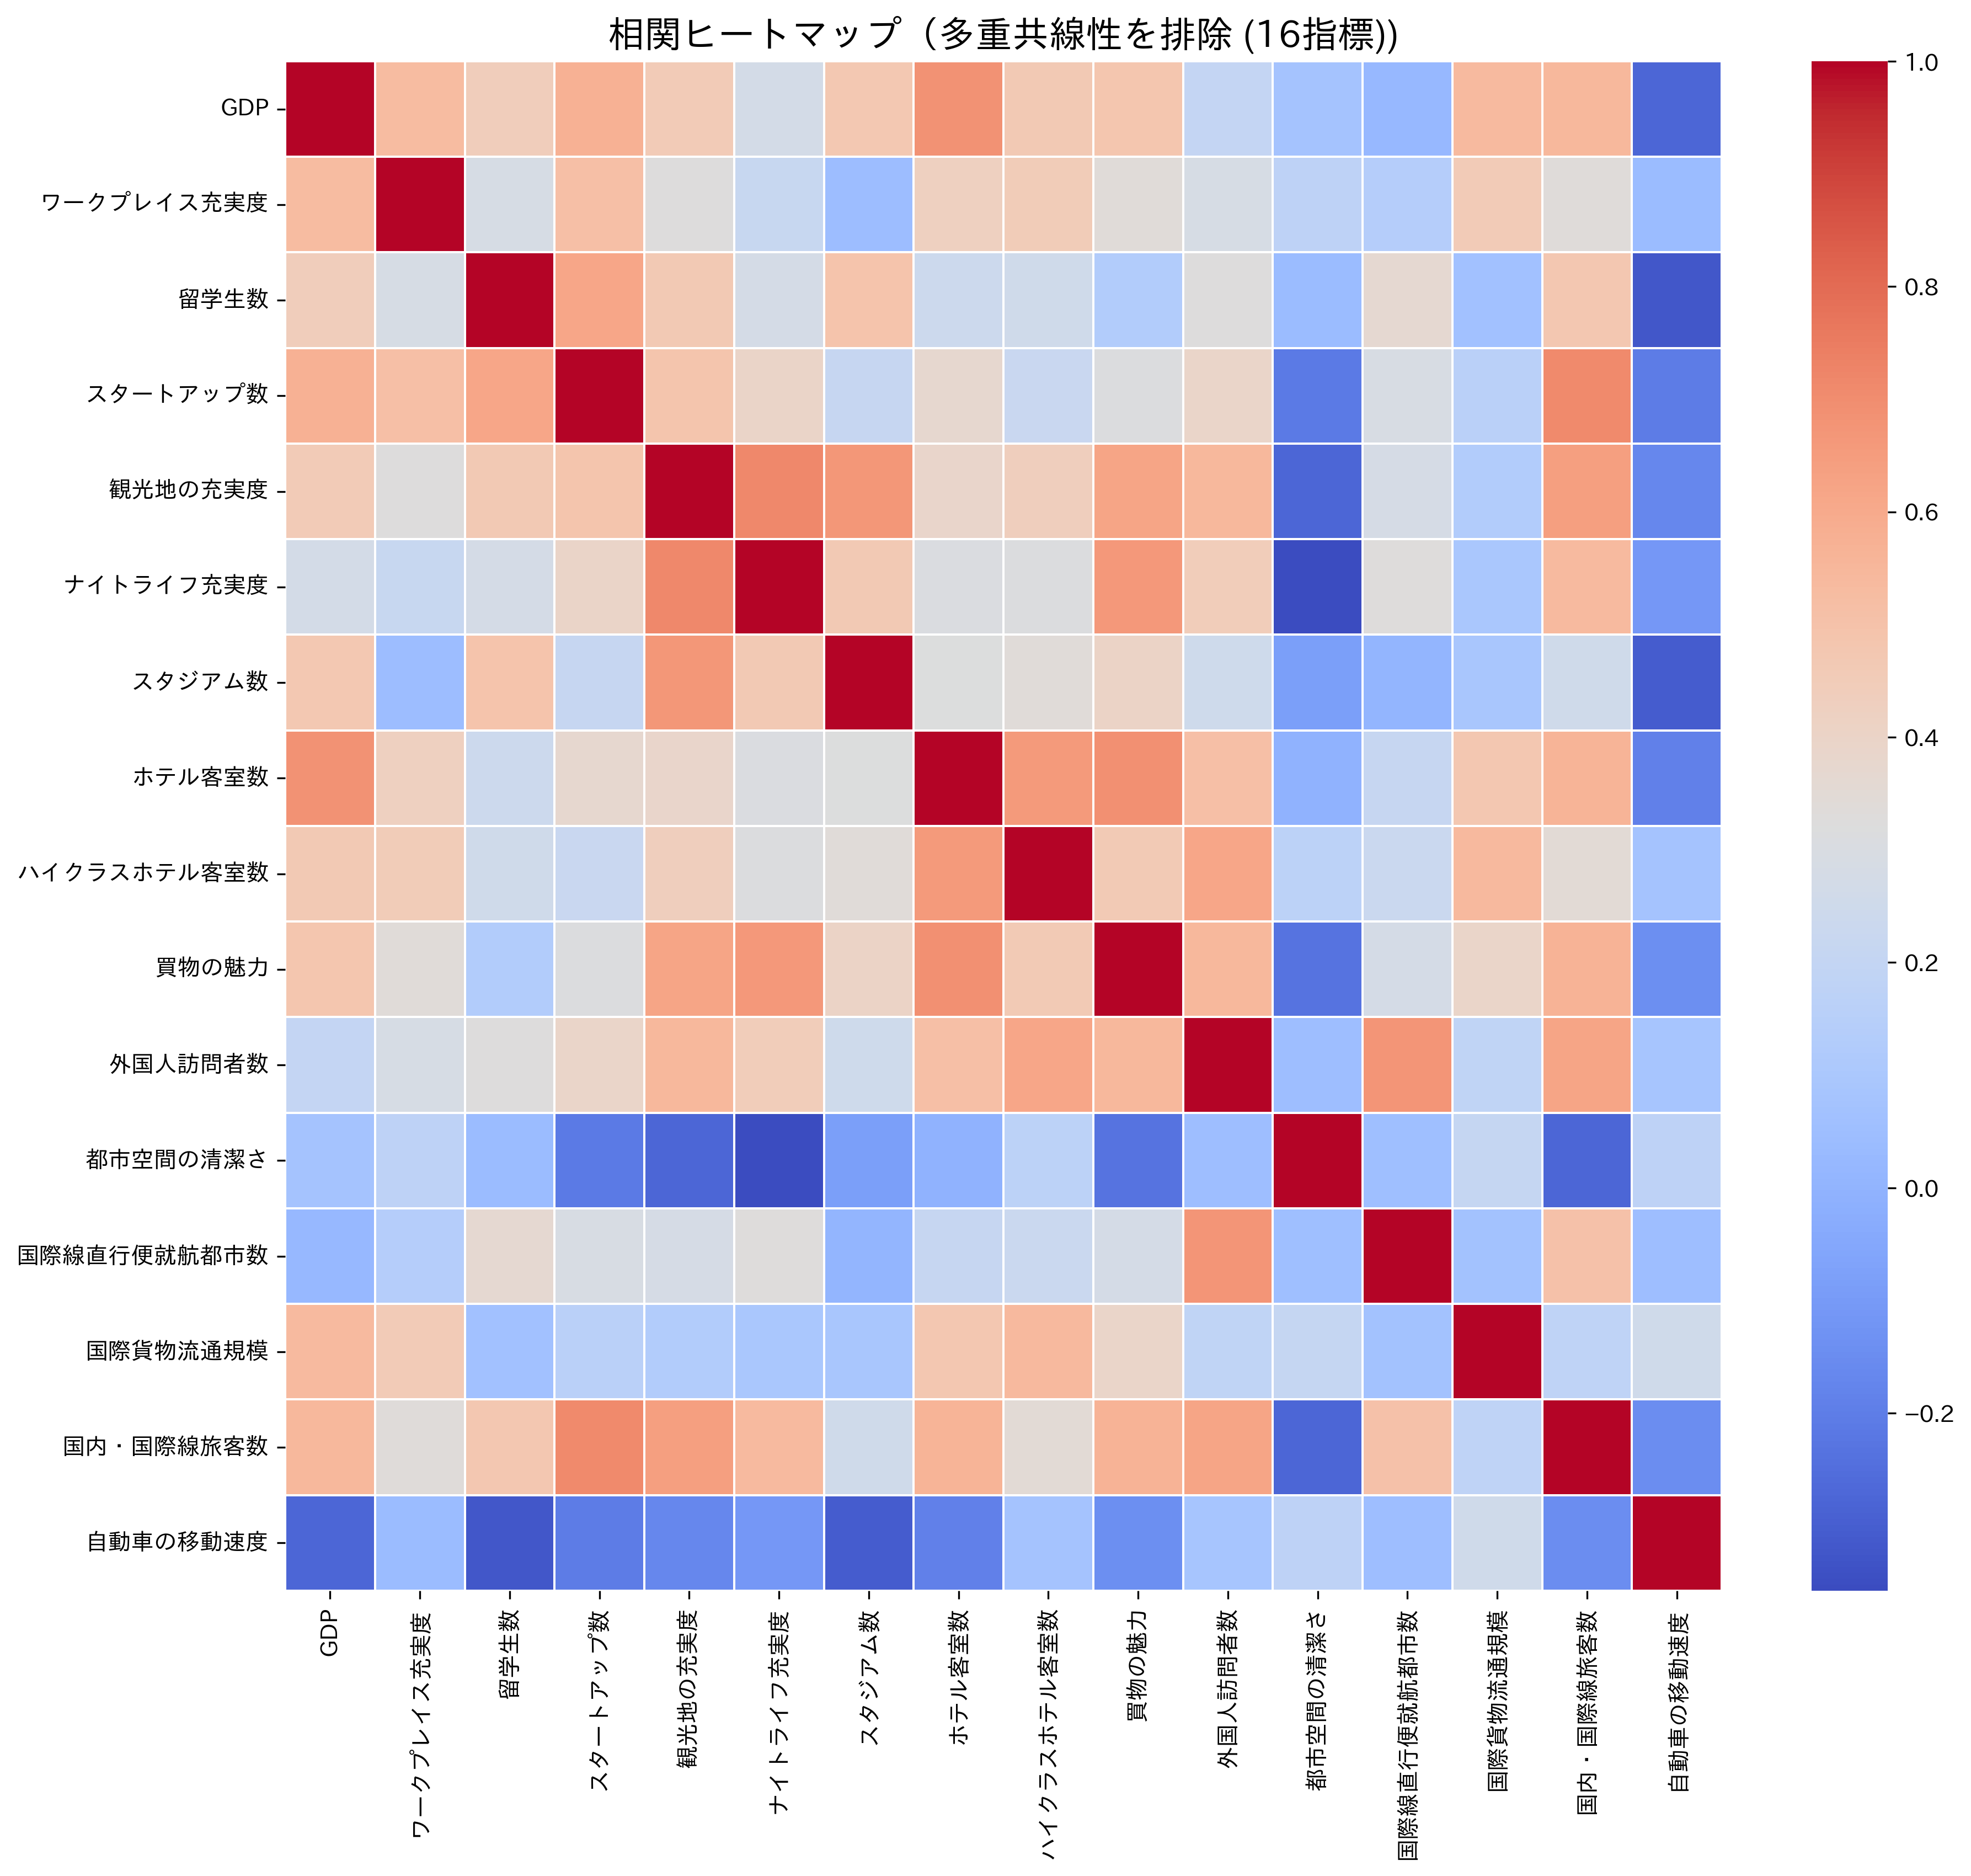 相関ヒートマップ（多重共線性を排除 (16指標))
GDP
ワークプレイス充実度
留学生数
スタートアップ数
観光地の充実度
ナイトライフ充実度
スタジアム数
ホテル客室数
ハイクラスホテル客室数
買物の魅力
外国人訪問者数
都市空間の清潔さ
国際線直行便就航都市数
国際貨物流通規模
国内・国際線旅客数
自動車の移動速度
GDP
ワークプレイス充実度
留学生数
スタートアップ数
観光地の充実度
ナイトライフ充実度
スタジアム数
ホテル客室数
ハイクラスホテル客室数
買物の魅力
外国人訪問者数
都市空間の清潔さ
国際線直行便就航都市数
国際貨物流通規模
国内・国際線旅客数
自動車の移動速度
1.0
0.8
0.6
0.4
0.2
0.0
−0.2